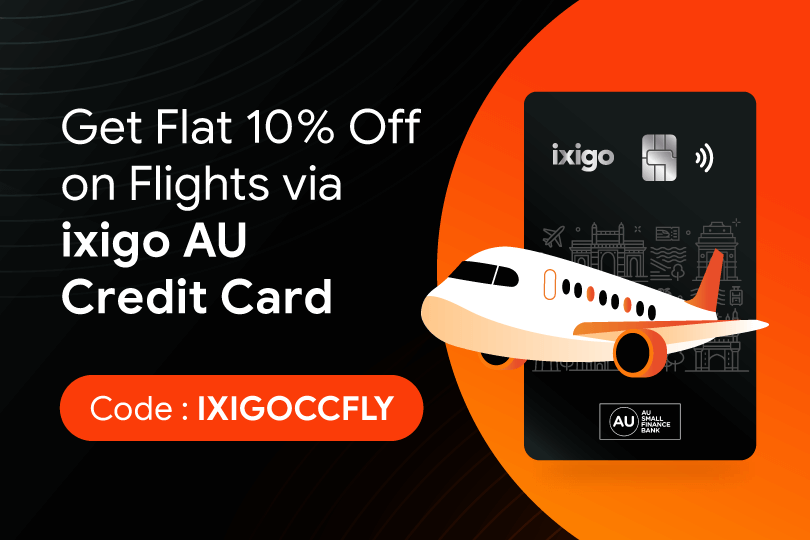 Get Flat 10% Off
on Flights via
ixigo AU
Credit Card
Code : IXIGOCCFLY
ixigo
AU
AU
SMALL
FINANCE
BANK